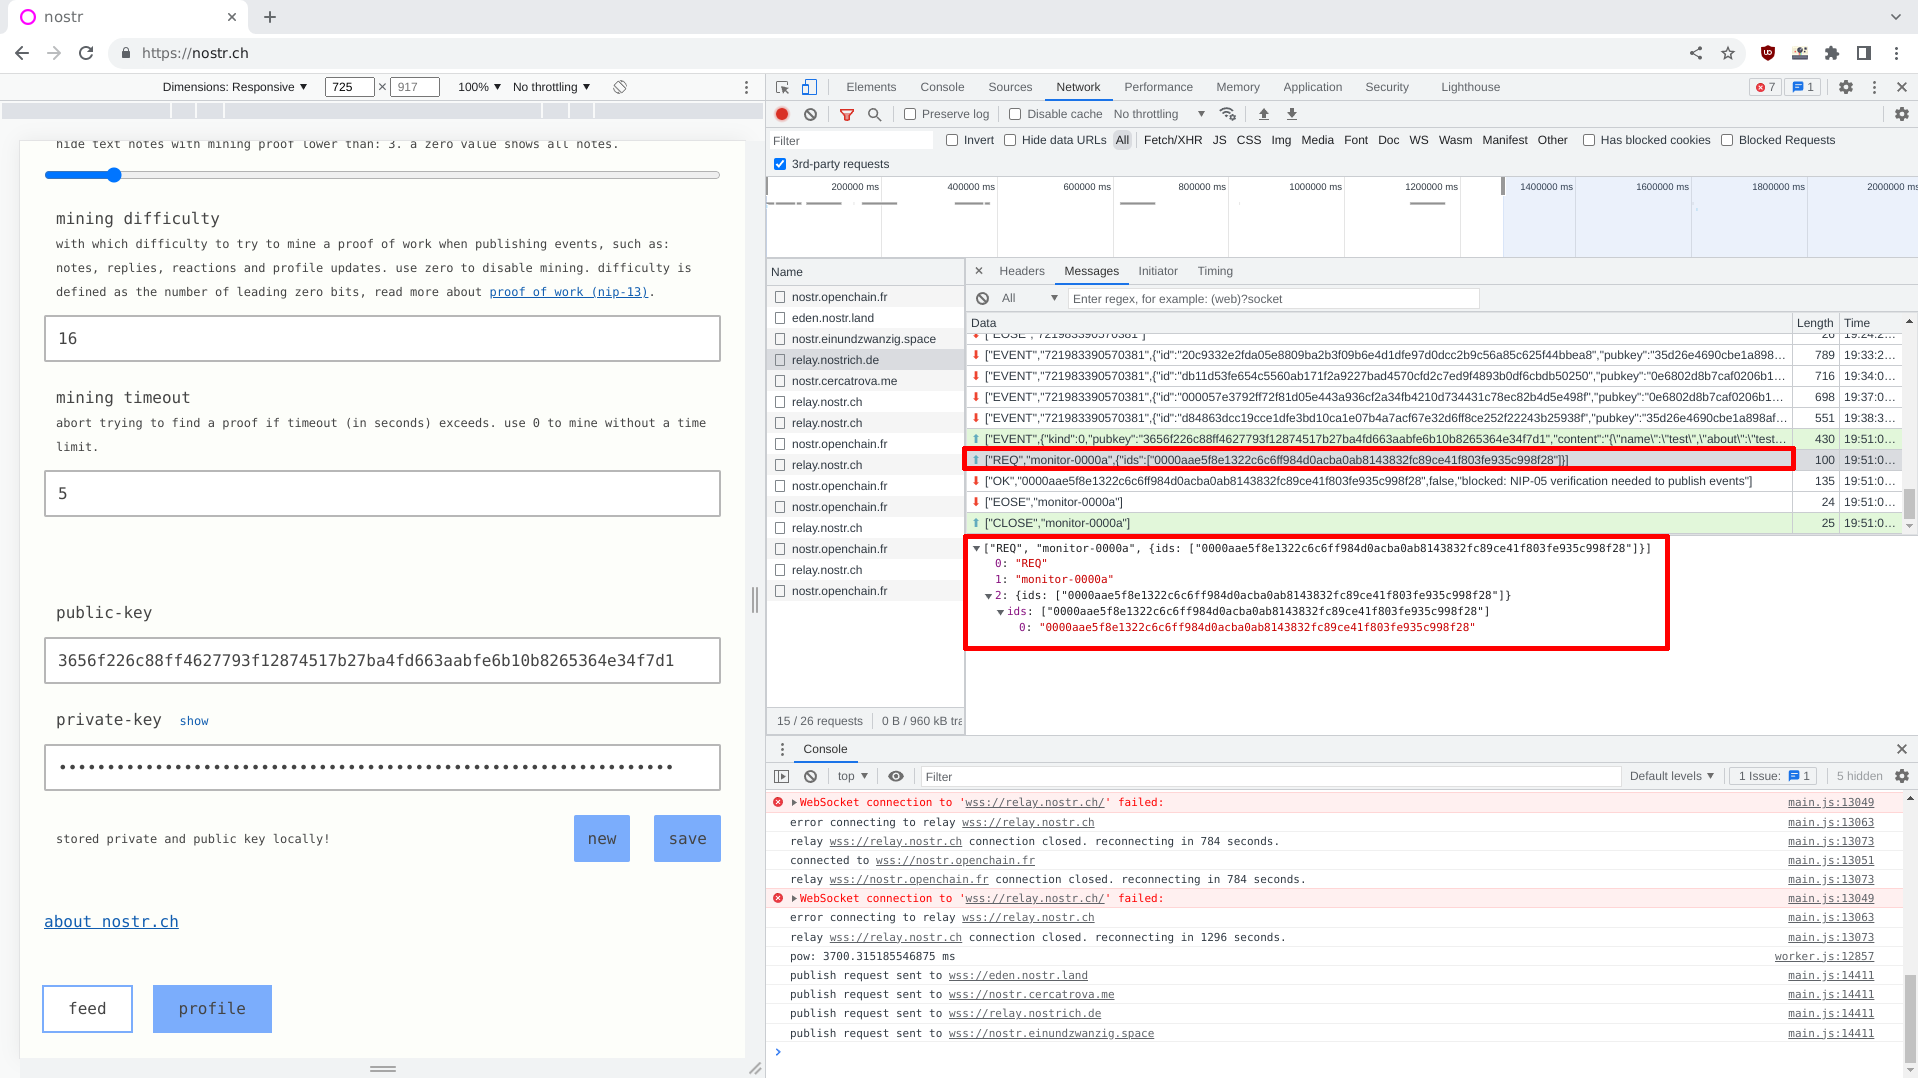 nostr
https://nostr.ch
Dimensions: Responsive ▼ 725 × 917 100% ▼ No throttling ▼
hide text notes with mining proof lower than: 3. a zero value shows all notes.
mining difficulty
with which difficulty to try to mine a proof of work when publishing events, such as:
notes, replies, reactions and profile updates. use zero to disable mining. difficulty is
defined as the number of leading zero bits, read more about proof of work (nip-13).
16
mining timeout
abort trying to find a proof if timeout (in seconds) exceeds. use 0 to mine without a time
limit.
5
public-key
3656f226c88ff4627793f12874517b27ba4fd663aabfe6b10b8265364e34f7d1
private-key show
stored private and public key locally!
new save
about nostr.ch
feed profile
Elements Console Sources Network Performance Memory Application Security Lighthouse 7 1
Preserve log Disable cache No throttling ▼
Filter Invert Hide data URLs All Fetch/XHR JS CSS Img Media Font Doc WS Wasm Manifest Other Has blocked cookies Blocked Requests
3rd-party requests
200000 ms 400000 ms 600000 ms 800000 ms 1000000 ms 1200000 ms 1400000 ms 1600000 ms 1800000 ms 2000000 ms
Name
nostr.openchain.fr
eden.nostr.land
nostr.einundzwanzig.space
relay.nostrich.de
nostr.cercatrova.me
relay.nostr.ch
relay.nostr.ch
nostr.openchain.fr
relay.nostr.ch
nostr.openchain.fr
nostr.openchain.fr
relay.nostr.ch
nostr.openchain.fr
relay.nostr.ch
nostr.openchain.fr
15 / 26 requests 0 B / 960 kB tra
× Headers Messages Initiator Timing
All ▼ Enter regex, for example: (web)?socket
Data Length Time
["EOSE","721983390570381"] 26 19:24:2…
["EVENT","721983390570381",{"id":"20c9332e2fda05e8809ba2b3f09b6e4d1dfe97d0dcc2b9c56a85c625f44bbea8","pubkey":"35d26e4690cbe1a898… 789 19:33:2…
["EVENT","721983390570381",{"id":"db11d53fe654c5560ab171f2a9227bad4570cfd2c7ed9f4893b0df6cbdb50250","pubkey":"0e6802d8b7caf0206b1… 716 19:34:0…
["EVENT","721983390570381",{"id":"000057e3792ff72f81d05e443a936cf2a34fb4210d734431c78ec82b4d5e498f","pubkey":"0e6802d8b7caf0206b1… 698 19:37:0…
["EVENT","721983390570381",{"id":"d84863dcc19cce1dfe3bd10ca1e07b4a7acf67e32d6ff8ce252f22243b25938f","pubkey":"35d26e4690cbe1a898af… 551 19:38:3…
["EVENT",{"kind":0,"pubkey":"3656f226c88ff4627793f12874517b27ba4fd663aabfe6b10b8265364e34f7d1","content":"{\"name\":\"test\",\"about\":\"test… 430 19:51:0…
["REQ","monitor-0000a",{"ids":["0000aae5f8e1322c6c6ff984d0acba0ab8143832fc89ce41f803fe935c998f28"]}] 100 19:51:0…
["OK","0000aae5f8e1322c6c6ff984d0acba0ab8143832fc89ce41f803fe935c998f28",false,"blocked: NIP-05 verification needed to publish events"] 135 19:51:0…
["EOSE","monitor-0000a"] 24 19:51:0…
["CLOSE","monitor-0000a"] 25 19:51:0…
▼["REQ", "monitor-0000a", {ids: ["0000aae5f8e1322c6c6ff984d0acba0ab8143832fc89ce41f803fe935c998f28"]}]
0: "REQ"
1: "monitor-0000a"
▼2: {ids: ["0000aae5f8e1322c6c6ff984d0acba0ab8143832fc89ce41f803fe935c998f28"]}
▼ids: ["0000aae5f8e1322c6c6ff984d0acba0ab8143832fc89ce41f803fe935c998f28"]
0: "0000aae5f8e1322c6c6ff984d0acba0ab8143832fc89ce41f803fe935c998f28"
Console
top ▼ Filter Default levels ▼ 1 Issue: 1 5 hidden
▶WebSocket connection to 'wss://relay.nostr.ch/' failed: main.js:13049
error connecting to relay wss://relay.nostr.ch main.js:13063
relay wss://relay.nostr.ch connection closed. reconnecting in 784 seconds. main.js:13073
connected to wss://nostr.openchain.fr main.js:13051
relay wss://nostr.openchain.fr connection closed. reconnecting in 784 seconds. main.js:13073
▶WebSocket connection to 'wss://relay.nostr.ch/' failed: main.js:13049
error connecting to relay wss://relay.nostr.ch main.js:13063
relay wss://relay.nostr.ch connection closed. reconnecting in 1296 seconds. main.js:13073
pow: 3700.315185546875 ms worker.js:12857
publish request sent to wss://eden.nostr.land main.js:14411
publish request sent to wss://nostr.cercatrova.me main.js:14411
publish request sent to wss://relay.nostrich.de main.js:14411
publish request sent to wss://nostr.einundzwanzig.space main.js:14411